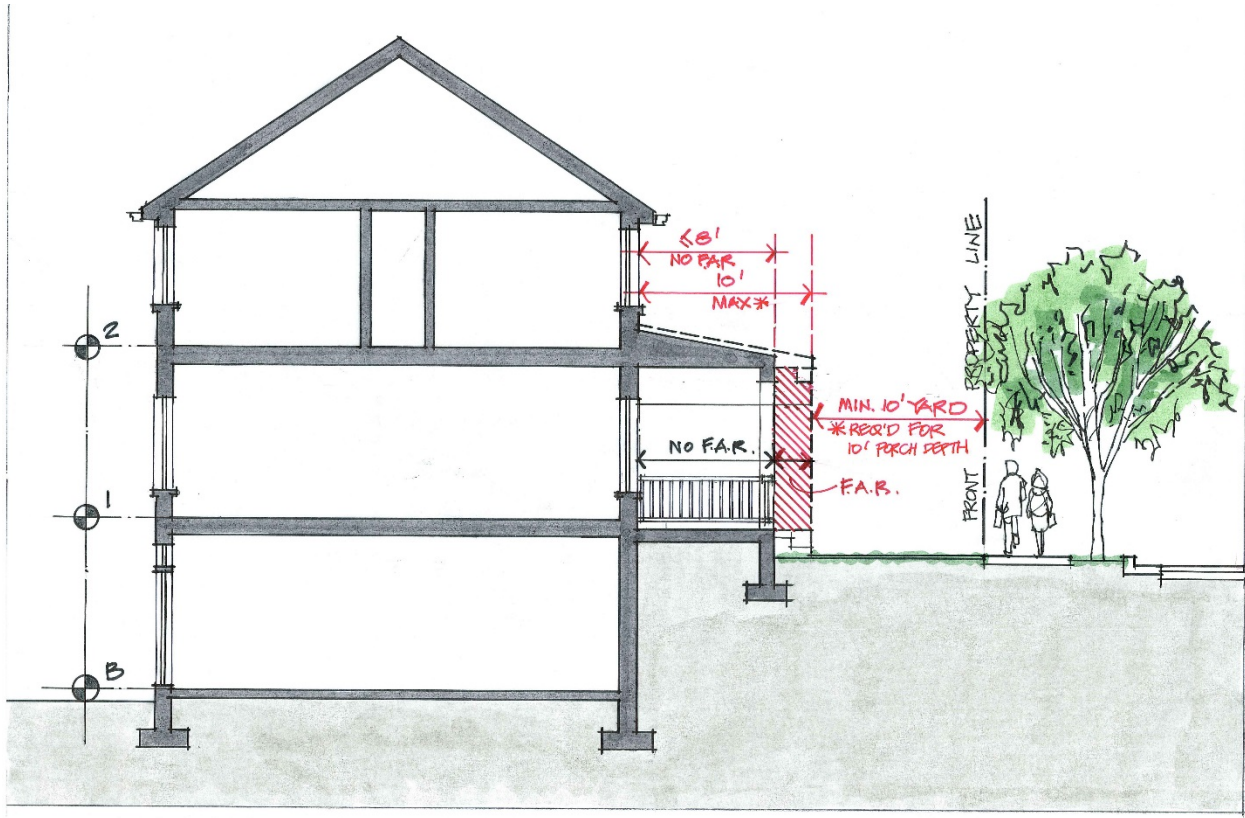 ≤8'
NO FAR
10'
MAX*
2
1
B
NO F.A.R.
F.A.R.
MIN. 10' YARD
*REQ'D FOR
10' PORCH DEPTH
FRONT PROPERTY LINE